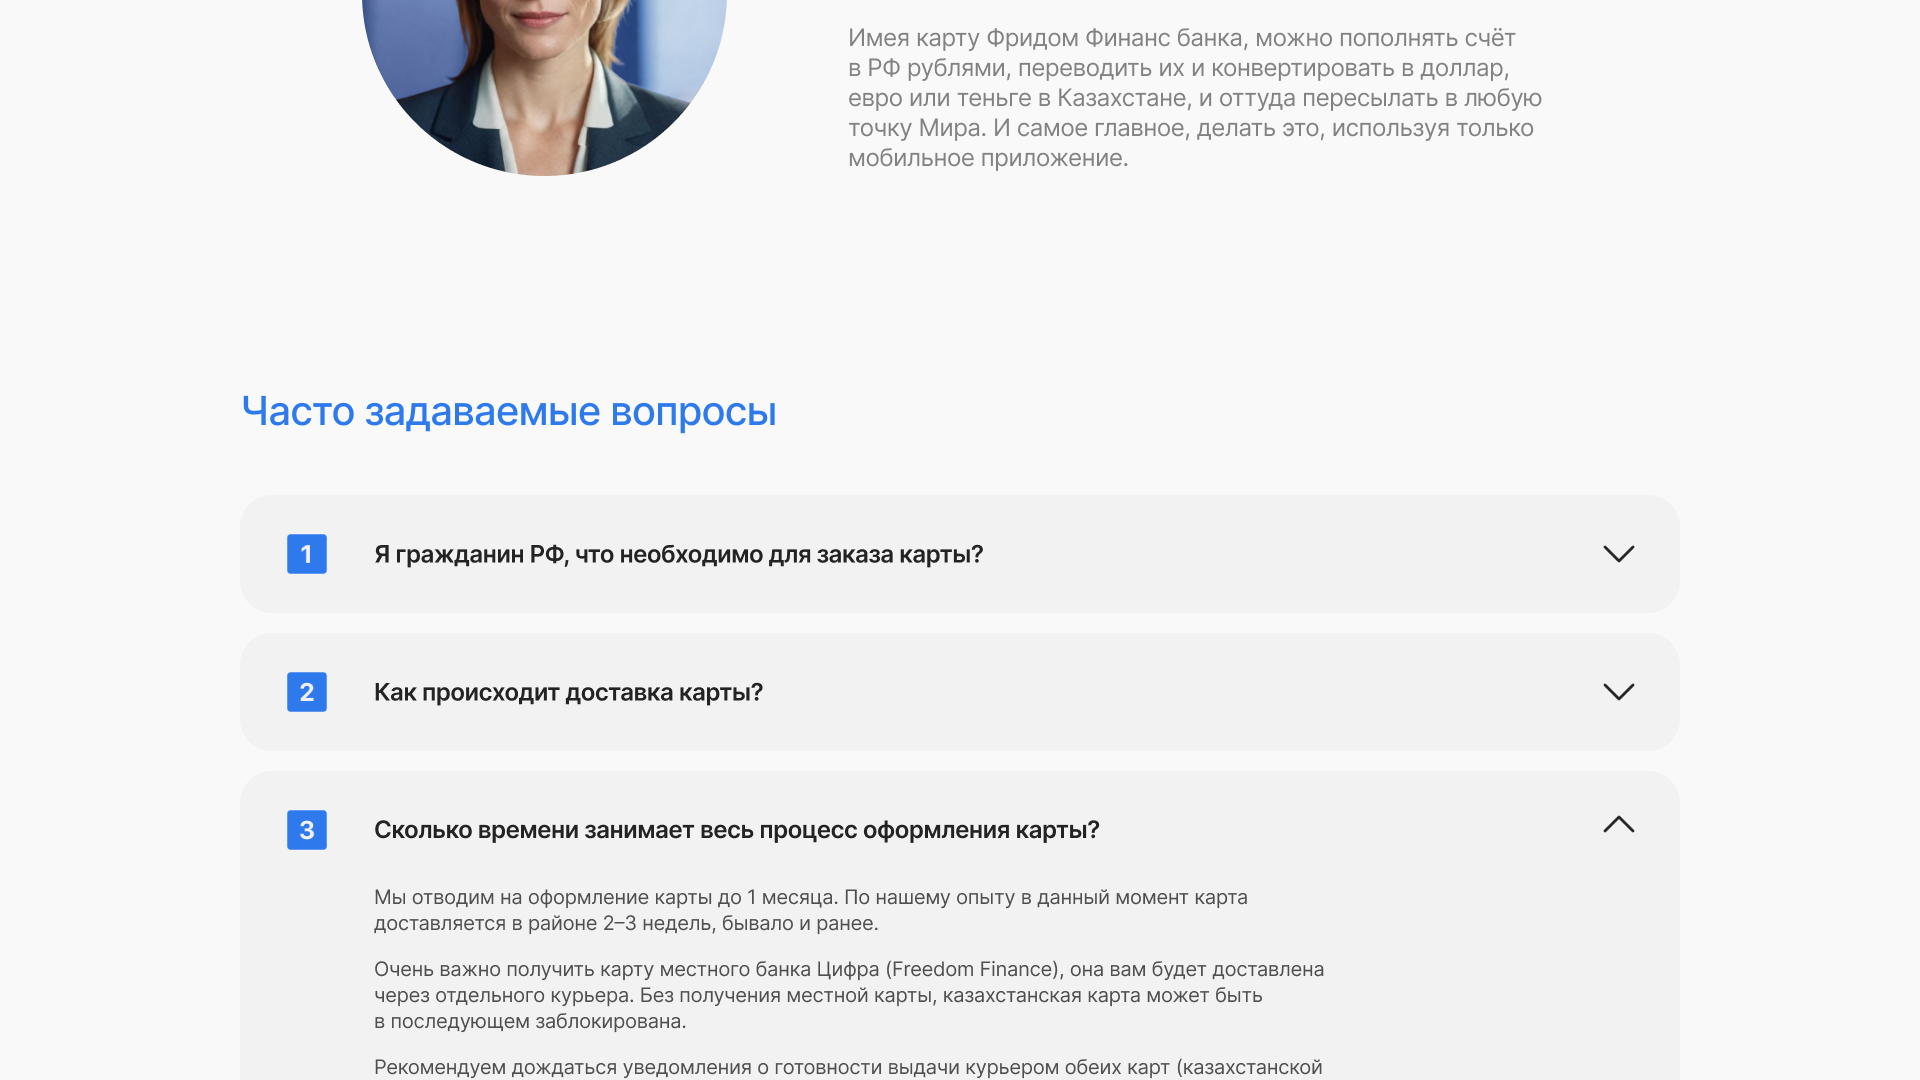 Имея карту Фридом Финанс банка, можно пополнять счёт
в РФ рублями, переводить их и конвертировать в доллар,
евро или теньге в Казахстане, и оттуда пересылать в любую
точку Мира. И самое главное, делать это, используя только
мобильное приложение.
Часто задаваемые вопросы
1 Я гражданин РФ, что необходимо для заказа карты?
2 Как происходит доставка карты?
3 Сколько времени занимает весь процесс оформления карты?
Мы отводим на оформление карты до 1 месяца. По нашему опыту в данный момент карта
доставляется в районе 2–3 недель, бывало и ранее.
Очень важно получить карту местного банка Цифра (Freedom Finance), она вам будет доставлена
через отдельного курьера. Без получения местной карты, казахстанская карта может быть
в последующем заблокирована.
Рекомендуем дождаться уведомления о готовности выдачи курьером обеих карт (казахстанской